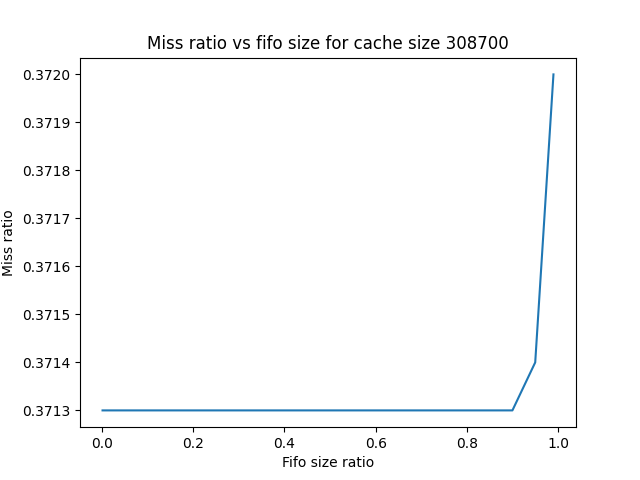 Miss ratio vs fifo size for cache size 308700
0.3720
0.3719
0.3718
0.3717
0.3716
0.3715
0.3714
0.3713
Miss ratio
0.0 0.2 0.4 0.6 0.8 1.0
Fifo size ratio